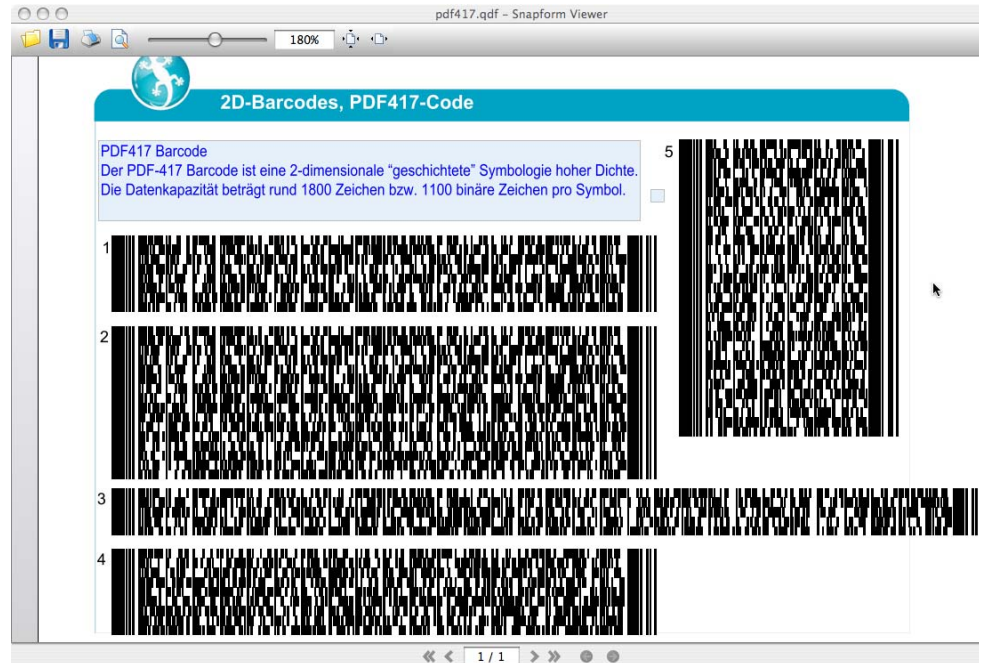 pdf417.qdf – Snapform Viewer
180%
2D-Barcodes, PDF417-Code
PDF417 Barcode
Der PDF-417 Barcode ist eine 2-dimensionale “geschichtete” Symbologie hoher Dichte.
Die Datenkapazität beträgt rund 1800 Zeichen bzw. 1100 binäre Zeichen pro Symbol.
5
1
2
3
4
1 / 1